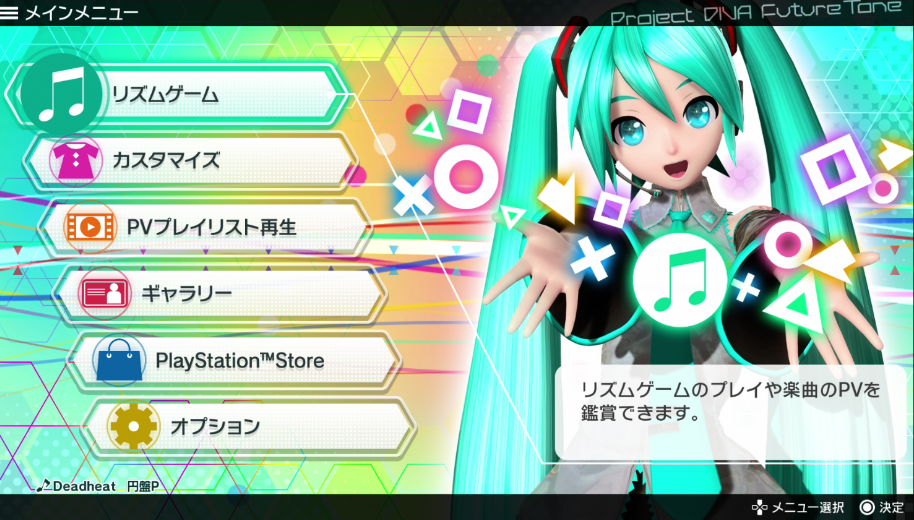 メインメニュー
Project DIVA Future Tone
リズムゲーム
カスタマイズ
PVプレイリスト再生
ギャラリー
PlayStation™Store
オプション
リズムゲームのプレイや楽曲のPVを
鑑賞できます。
Deadheat 円盤P
メニュー選択 決定